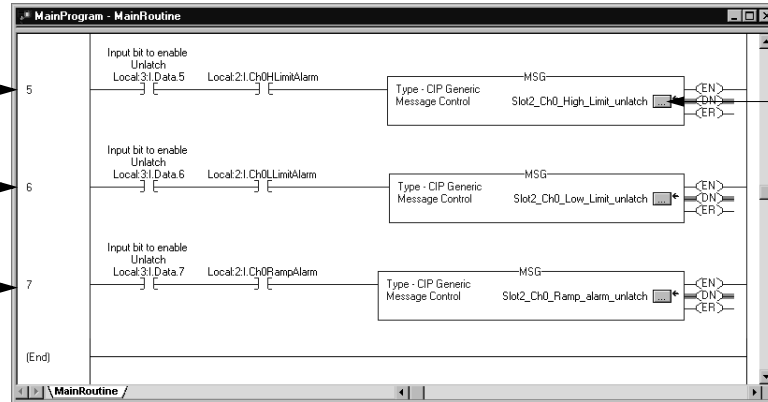 MainProgram - MainRoutine
Input bit to enable
Unlatch
Local:3:I.Data.5 Local:2:I.Ch0HLimitAlarm
5
MSG
Type - CIP Generic
Message Control Slot2_Ch0_High_Limit_unlatch ...
EN
DN
ER
Input bit to enable
Unlatch
Local:3:I.Data.6 Local:2:I.Ch0LLimitAlarm
6
MSG
Type - CIP Generic
Message Control Slot2_Ch0_Low_Limit_unlatch ...
EN
DN
ER
Input bit to enable
Unlatch
Local:3:I.Data.7 Local:2:I.Ch0RampAlarm
7
MSG
Type - CIP Generic
Message Control Slot2_Ch0_Ramp_alarm_unlatch ...
EN
DN
ER
(End)
MainRoutine